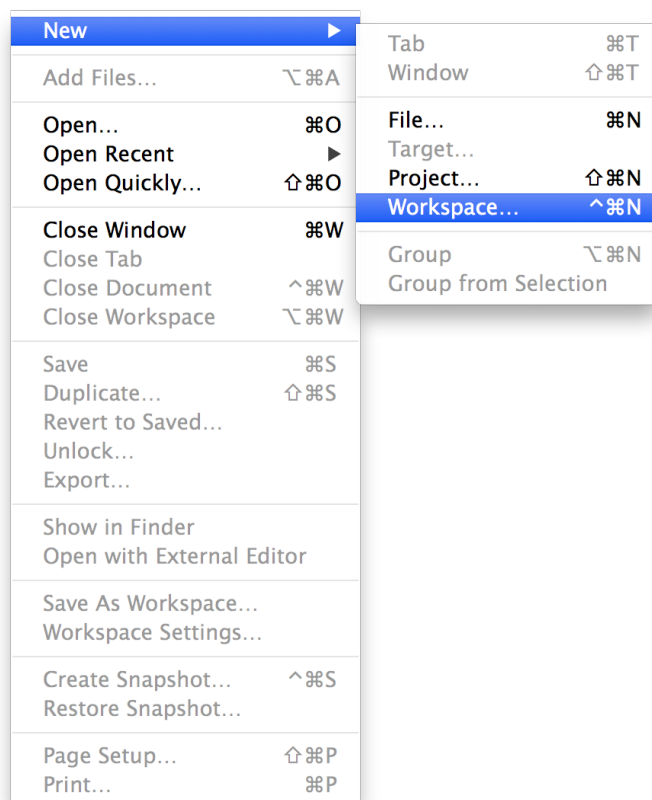 New ▶
Add Files... ⌥⌘A
Open... ⌘O
Open Recent ▶
Open Quickly... ⇧⌘O
Close Window ⌘W
Close Tab
Close Document ^⌘W
Close Workspace ⌥⌘W
Save ⌘S
Duplicate... ⇧⌘S
Revert to Saved...
Unlock...
Export...
Show in Finder
Open with External Editor
Save As Workspace...
Workspace Settings...
Create Snapshot... ^⌘S
Restore Snapshot...
Page Setup... ⇧⌘P
Print... ⌘P
Tab ⌘T
Window ⇧⌘T
File... ⌘N
Target...
Project... ⇧⌘N
Workspace... ^⌘N
Group ⌥⌘N
Group from Selection